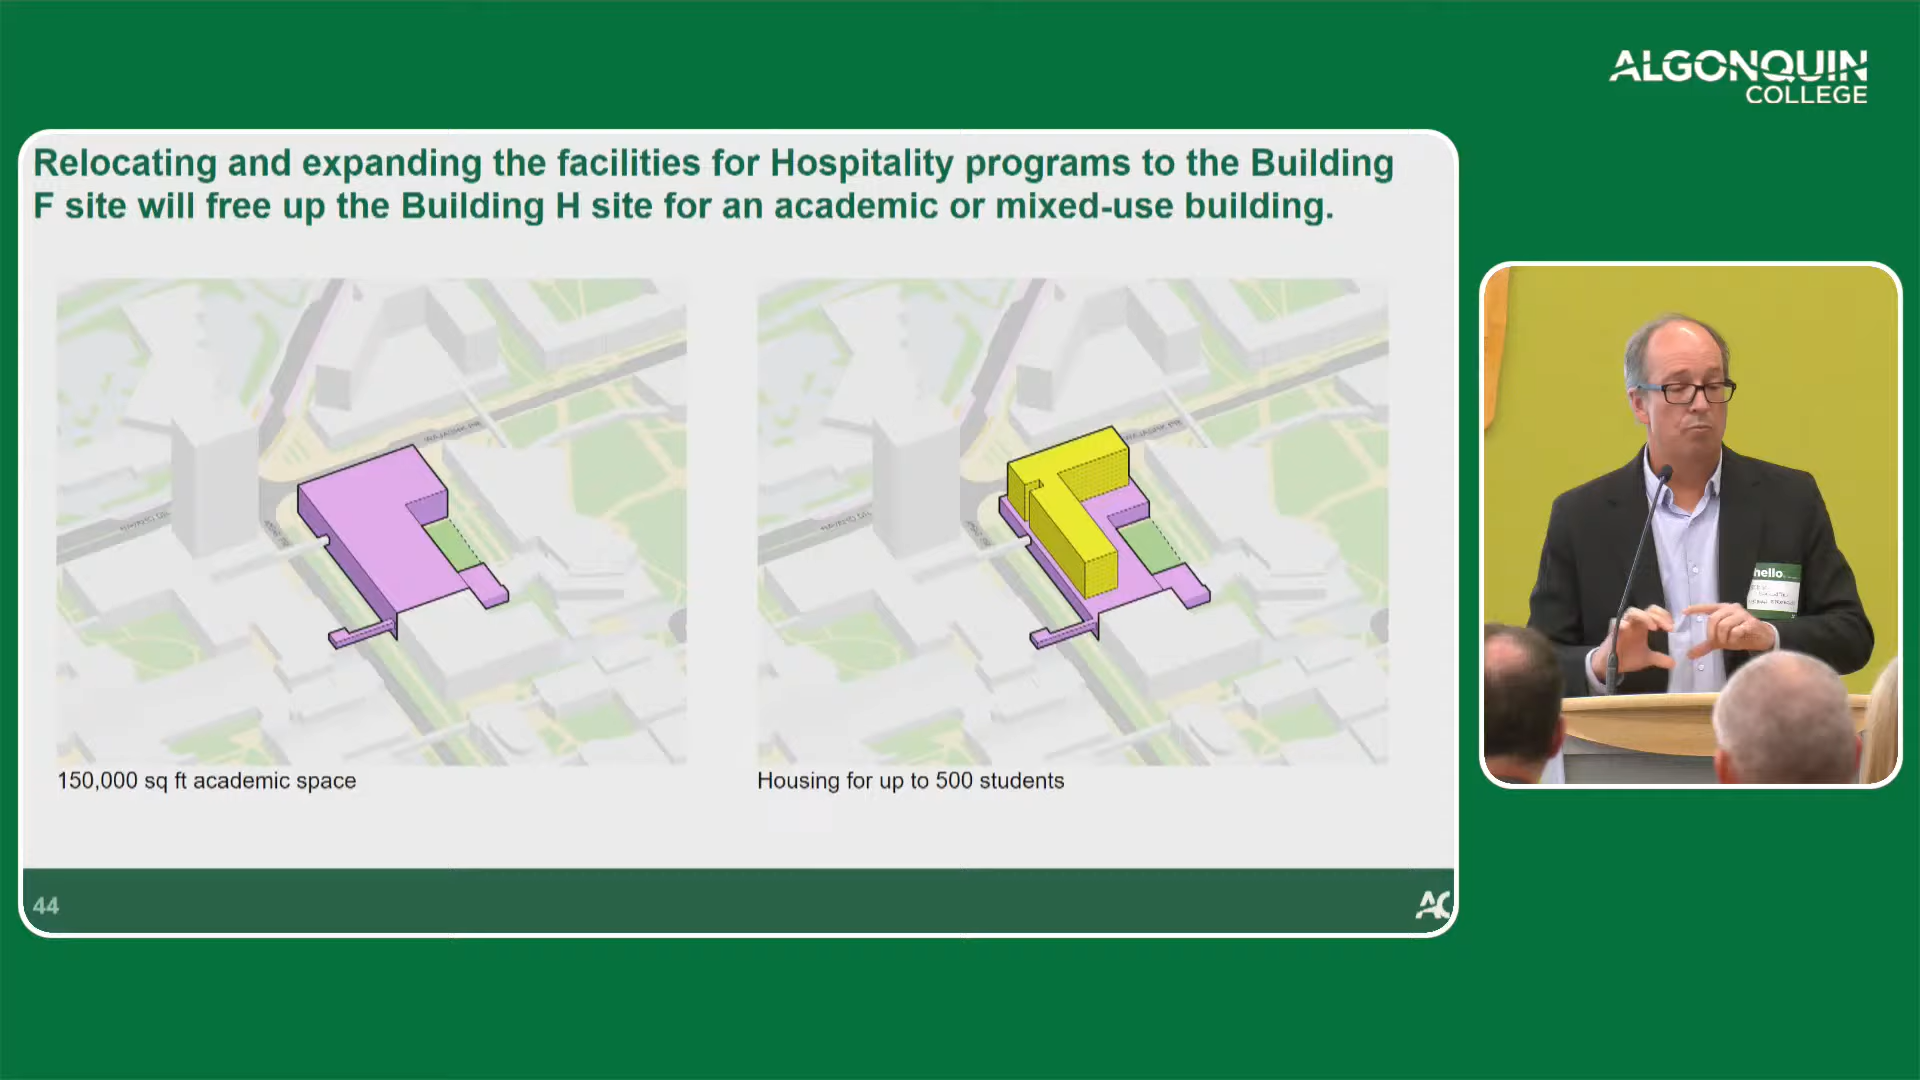 ALGONQUIN
COLLEGE
Relocating and expanding the facilities for Hospitality programs to the Building
F site will free up the Building H site for an academic or mixed-use building.
150,000 sq ft academic space
Housing for up to 500 students
44
AC
hello